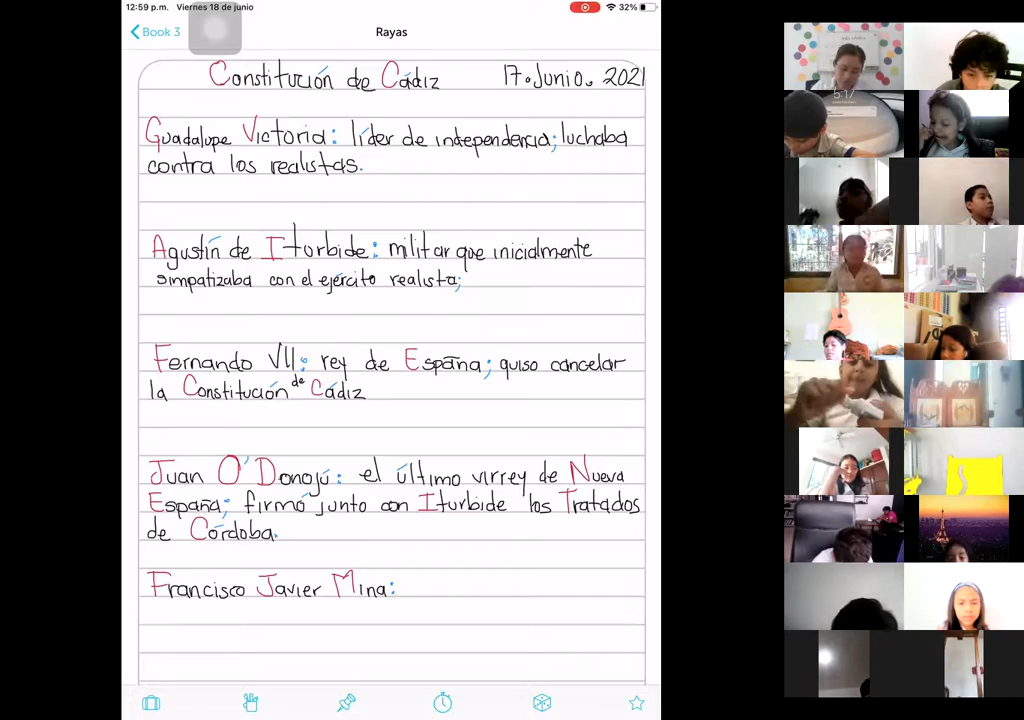 12:59 p.m. Viernes 18 de junio 32%
Book 3 Rayas
Constitución de Cádiz 17. Junio. 2021
Guadalupe Victoria: líder de independencia; luchaba
contra los realistas.
Agustín de Iturbide: militar que inicialmente
simpatizaba con el ejército realista;
Fernando VII: rey de España; quiso cancelar
la Constitución de Cádiz
Juan O'Donojú: el último virrey de Nueva
España; firmó junto con Iturbide los Tratados
de Córdoba.
Francisco Javier Mina:
5:17